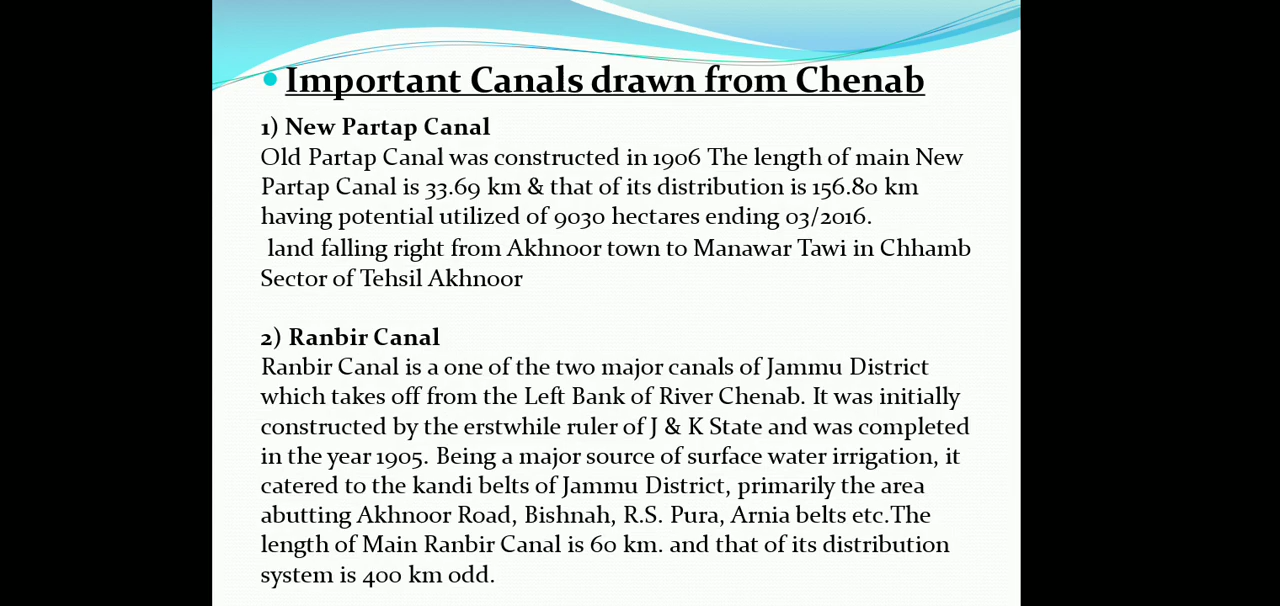 Important Canals drawn from Chenab
1) New Partap Canal
Old Partap Canal was constructed in 1906 The length of main New
Partap Canal is 33.69 km & that of its distribution is 156.80 km
having potential utilized of 9030 hectares ending 03/2016.
land falling right from Akhnoor town to Manawar Tawi in Chhamb
Sector of Tehsil Akhnoor
2) Ranbir Canal
Ranbir Canal is a one of the two major canals of Jammu District
which takes off from the Left Bank of River Chenab. It was initially
constructed by the erstwhile ruler of J & K State and was completed
in the year 1905. Being a major source of surface water irrigation, it
catered to the kandi belts of Jammu District, primarily the area
abutting Akhnoor Road, Bishnah, R.S. Pura, Arnia belts etc.The
length of Main Ranbir Canal is 60 km. and that of its distribution
system is 400 km odd.